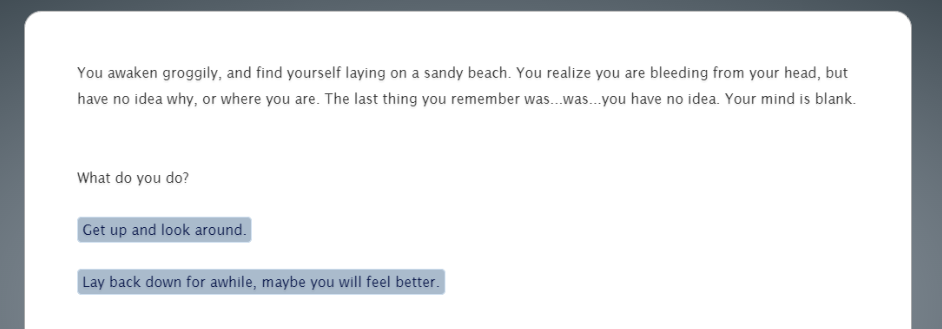 You awaken groggily, and find yourself laying on a sandy beach. You realize you are bleeding from your head, but
have no idea why, or where you are. The last thing you remember was...was...you have no idea. Your mind is blank.
What do you do?
Get up and look around.
Lay back down for awhile, maybe you will feel better.